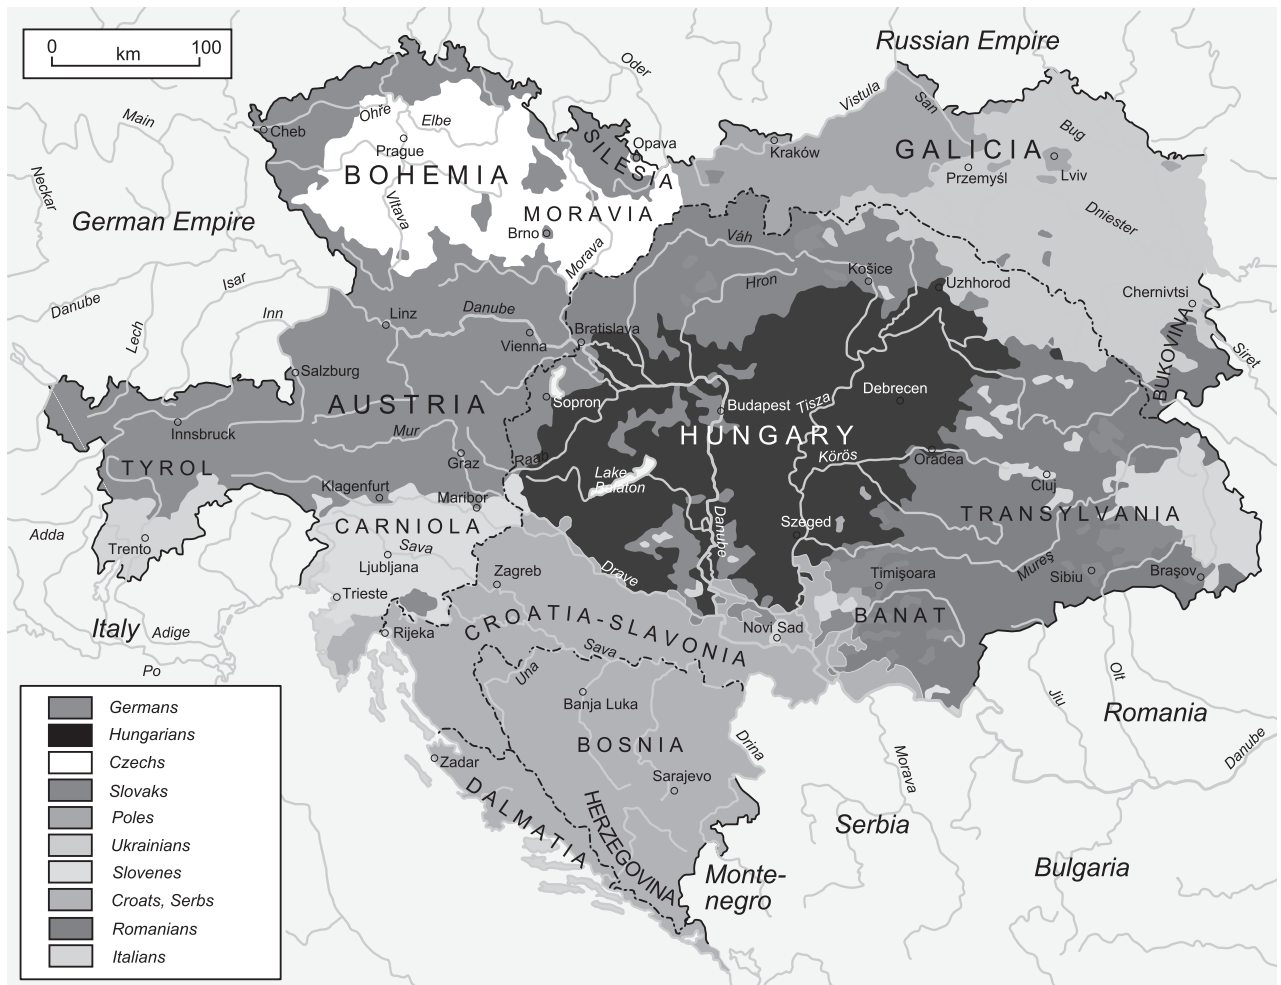 0 100
km
Russian Empire
Oder
Vistula
San
Main
Ohře
Elbe
Cheb
Prague
SILESIA
Opava
Kraków
GALICIA
Bug
Przemyśl
Lviv
Neckar
BOHEMIA
Vltava
MORAVIA
Brno
German Empire
Dniester
Váh
Morava
Hron
Košice
Uzhhorod
Chernivtsi
Isar
Danube
Lech
Inn
Linz
Danube
Vienna
Bratislava
BUKOVINA
Siret
Salzburg
AUSTRIA
Sopron
Budapest
Tisza
Debrecen
Innsbruck
Mur
HUNGARY
TYROL
Graz
Raab
Lake
Balaton
Körös
Oradea
Cluj
Klagenfurt
Maribor
CARNIOLA
Danube
Szeged
TRANSYLVANIA
Adda
Trento
Sava
Ljubljana
Zagreb
Drave
Timişoara
Mureş
Sibiu
Braşov
Trieste
BANAT
Italy
Adige
Rijeka
CROATIA-SLAVONIA
Novi Sad
Po
Sava
Una
Olt
Jiu
Banja Luka
Romania
BOSNIA
Drina
Morava
Danube
Zadar
Sarajevo
DALMATIA
HERZEGOVINA
Serbia
Monte-
negro
Bulgaria
Germans
Hungarians
Czechs
Slovaks
Poles
Ukrainians
Slovenes
Croats, Serbs
Romanians
Italians